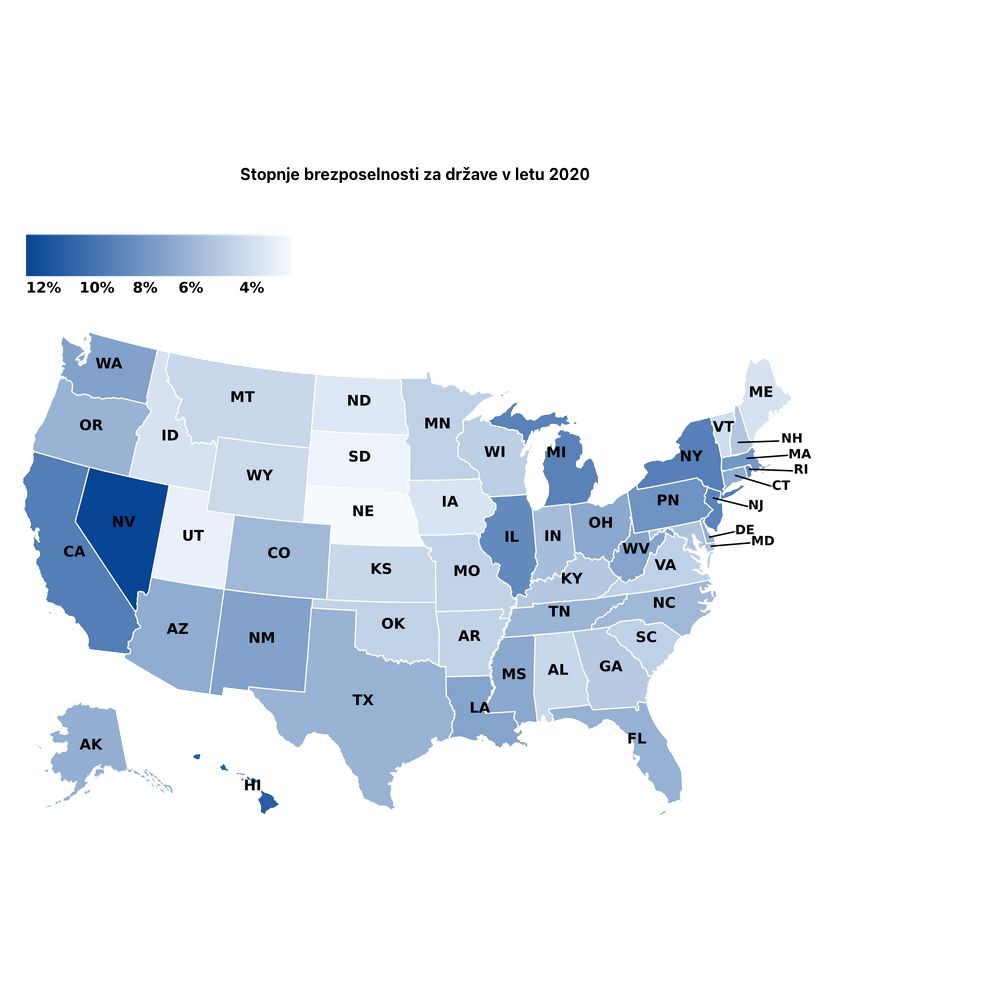 Stopnje brezposelnosti za države v letu 2020
12% 10% 8% 6% 4%
WA
MT
ND
MN
ME
OR
ID
VT
NH
WI
MI
NY
MA
SD
RI
WY
CT
IA
PN
NJ
NE
NV
OH
UT
IL
IN
DE
MD
CA
CO
WV
VA
KS
MO
KY
NC
TN
OK
AZ
NM
AR
SC
GA
MS
AL
TX
LA
FL
AK
HI